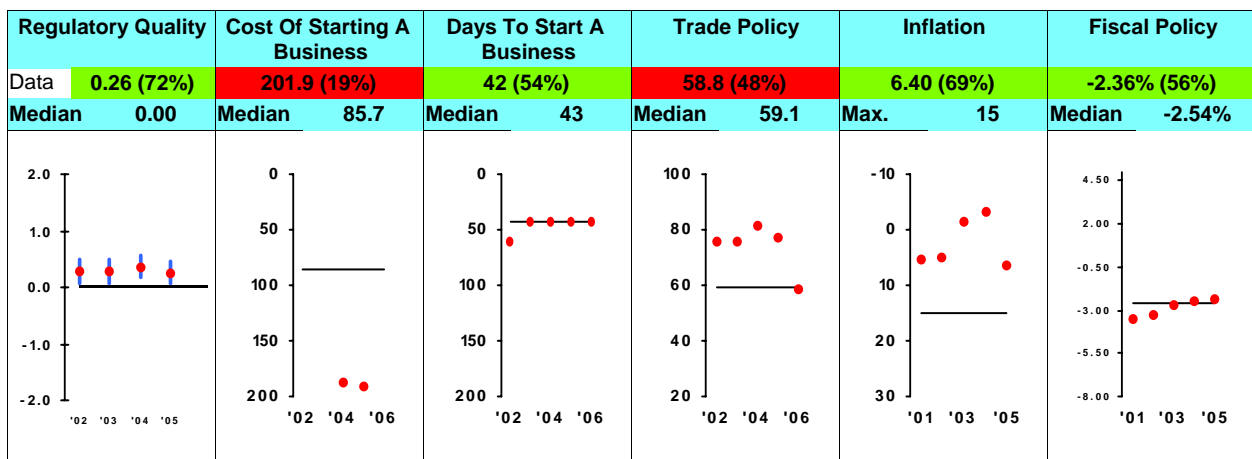 Regulatory Quality
Cost Of Starting A Business
Days To Start A Business
Trade Policy
Inflation
Fiscal Policy
Data 0.26 (72%)
201.9 (19%)
42 (54%)
58.8 (48%)
6.40 (69%)
-2.36% (56%)
Median 0.00
Median 85.7
Median 43
Median 59.1
Max. 15
Median -2.54%
2.0
1.0
0.0
-1.0
-2.0
'02 '03 '04 '05
0
50
100
150
200
'02 '04 '06
0
50
100
150
200
'02 '04 '06
100
80
60
40
20
'02 '04 '06
-10
0
10
20
30
'01 '03 '05
4.50
2.00
-0.50
-3.00
-5.50
-8.00
'01 '03 '05